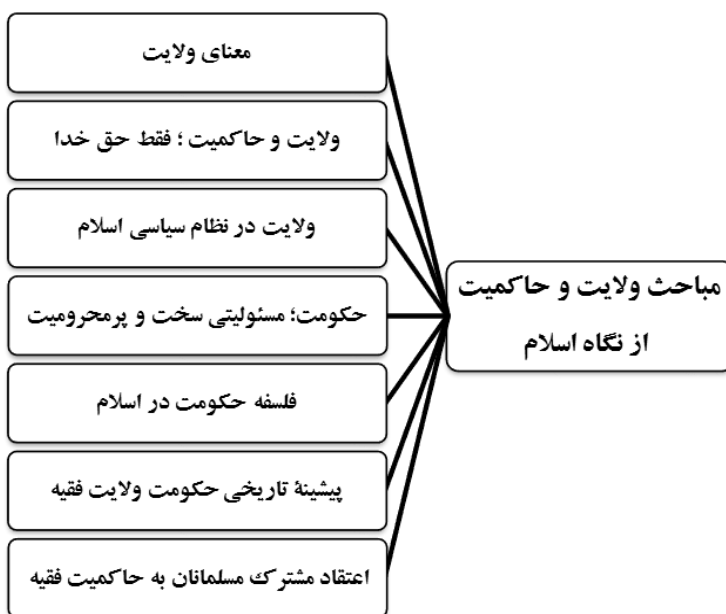 مباحث ولایت و حاکمیت
از نگاه اسلام
معنای ولایت
ولایت و حاکمیت ؛ فقط حق خدا
ولایت در نظام سیاسی اسلام
حکومت؛ مسئولیتی سخت و پرمحرومیت
فلسفه حکومت در اسلام
پیشینۀ تاریخی حکومت ولایت فقیه
اعتقاد مشترک مسلمانان به حاکمیت فقیه